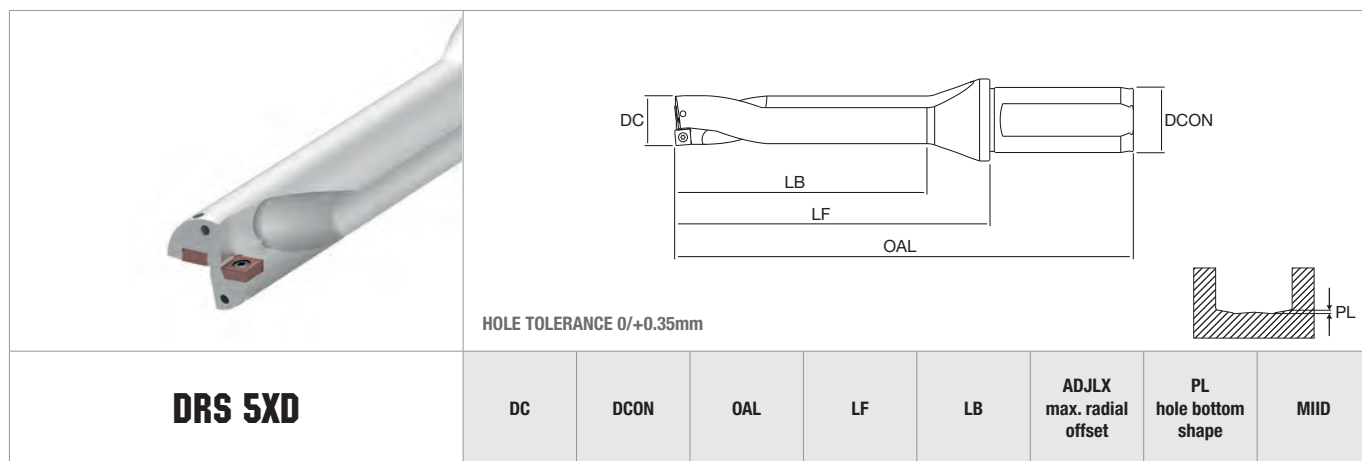 DC
DCON
LB
LF
OAL
PL
HOLE TOLERANCE 0/+0.35mm
DRS 5XD
DC
DCON
OAL
LF
LB
ADJLX
max. radial
offset
PL
hole bottom
shape
MIID